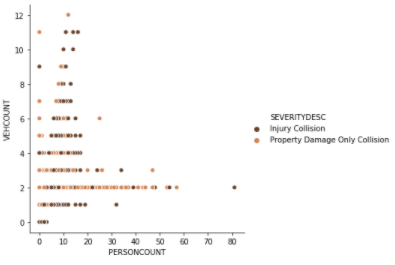 12
10
8
6
4
2
0
VEHCOUNT
0 10 20 30 40 50 60 70 80
PERSONCOUNT
SEVERITYDESC
Injury Collision
Property Damage Only Collision